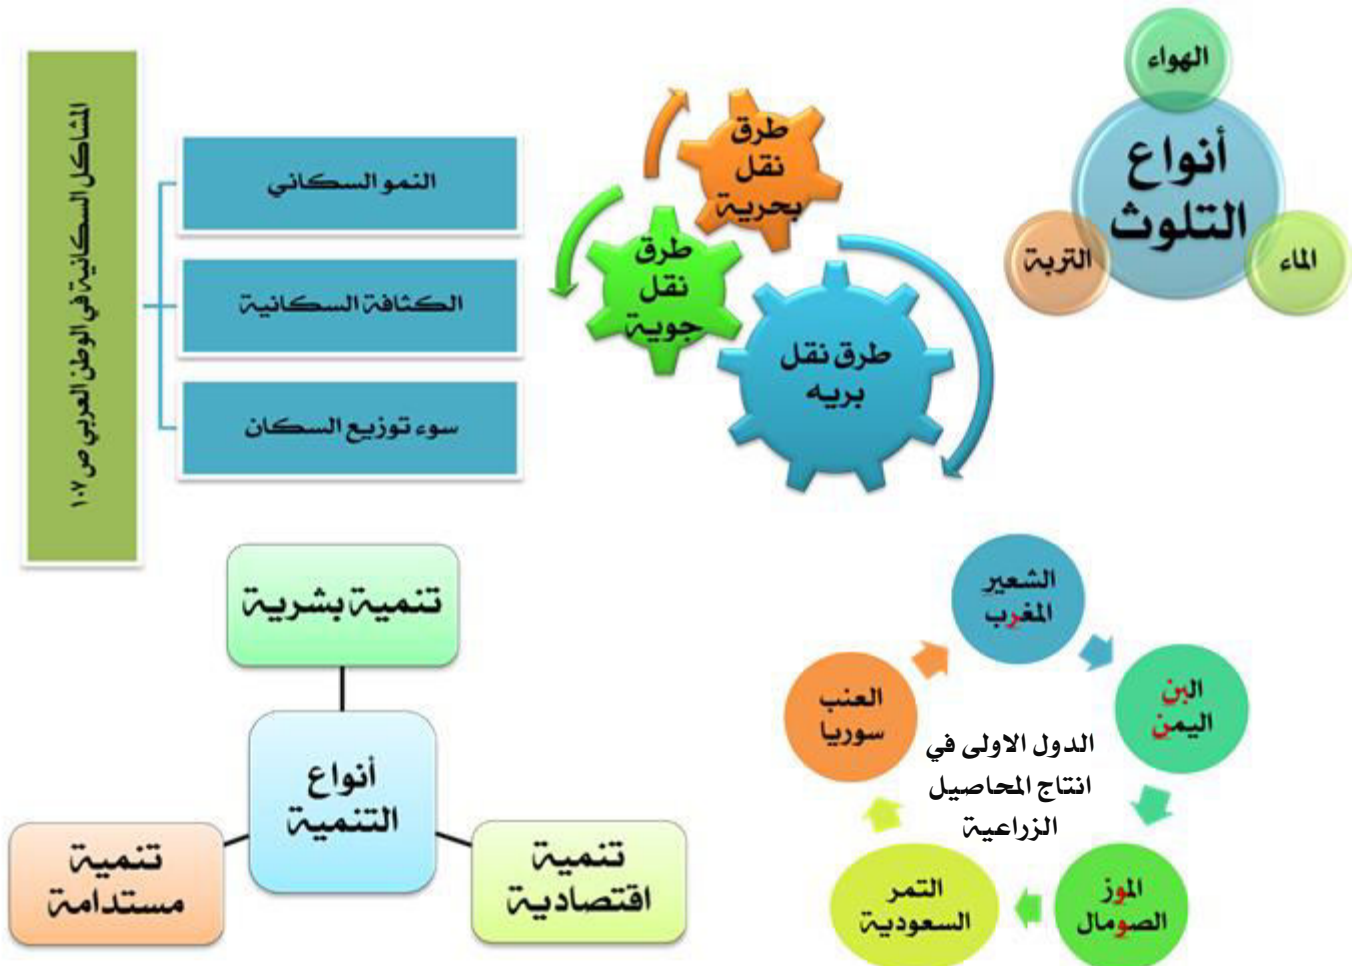 الهواء
أنواع
التلوث
الماء
التربة
طرق
نقل
بحرية
طرق
نقل
جوية
طرق نقل
بريه
المشاكل السكانية في الوطن العربي ص ١٠٧
النمو السكاني
الكثافة السكانية
سوء توزيع السكان
الدول الاولى في
انتاج المحاصيل
الزراعية
الشعير
المغرب
البن
اليمن
الموز
الصومال
التمر
السعودية
العنب
سوريا
أنواع
التنمية
تنمية بشرية
تنمية
اقتصادية
تنمية
مستدامة